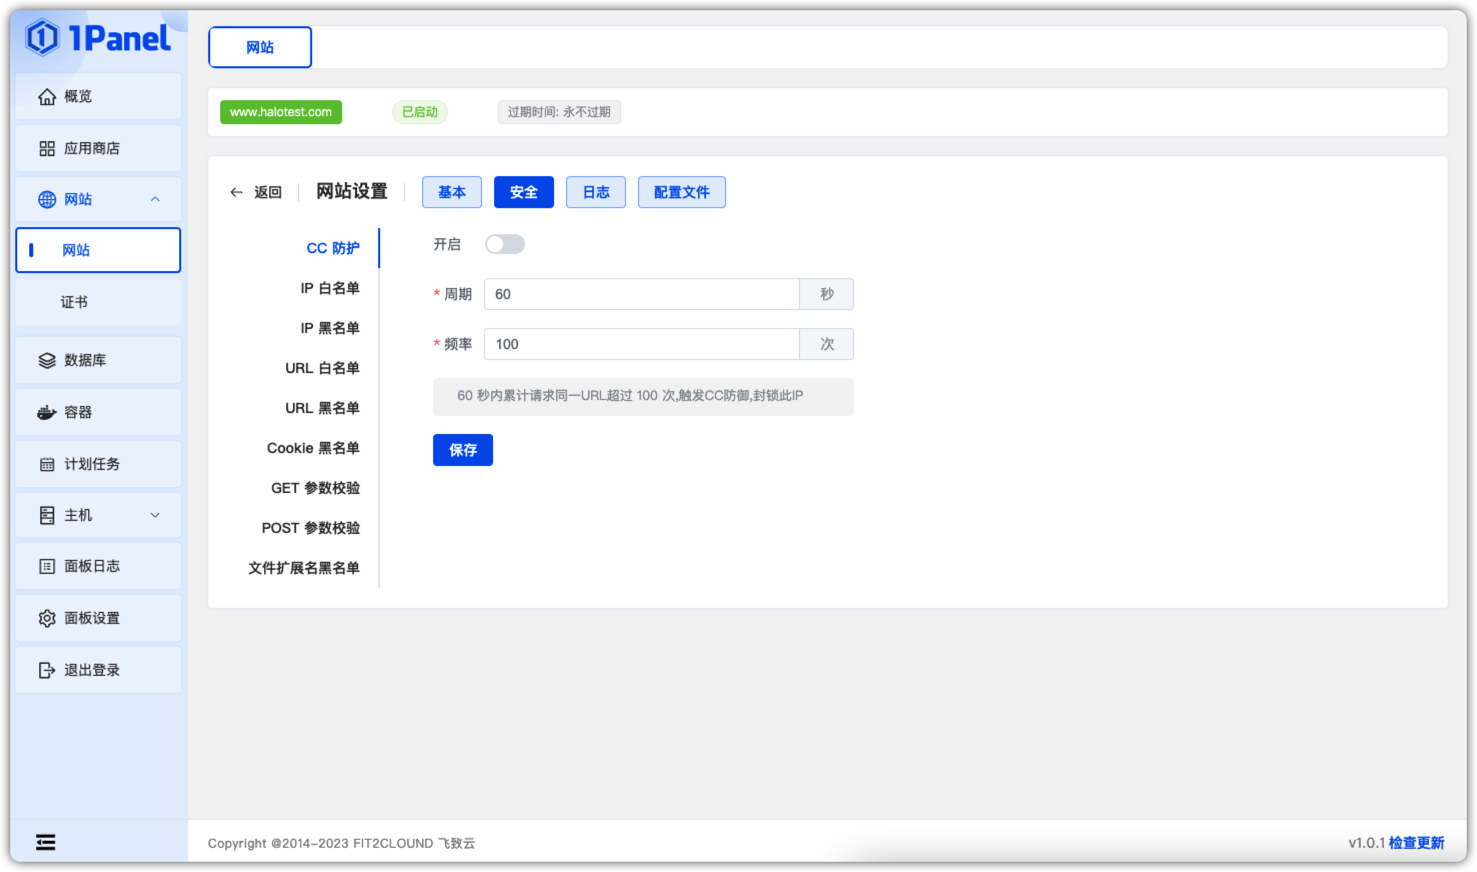 1Panel
概览
应用商店
网站
网站
证书
数据库
容器
计划任务
主机
面板日志
面板设置
退出登录
网站
www.halotest.com 已启动 过期时间: 永不过期
返回 网站设置 基本 安全 日志 配置文件
CC 防护
IP 白名单
IP 黑名单
URL 白名单
URL 黑名单
Cookie 黑名单
GET 参数校验
POST 参数校验
文件扩展名黑名单
开启
* 周期 60 秒
* 频率 100 次
60 秒内累计请求同一URL超过 100 次,触发CC防御,封锁此IP
保存
Copyright @2014-2023 FIT2CLOUND 飞致云
v1.0.1 检查更新